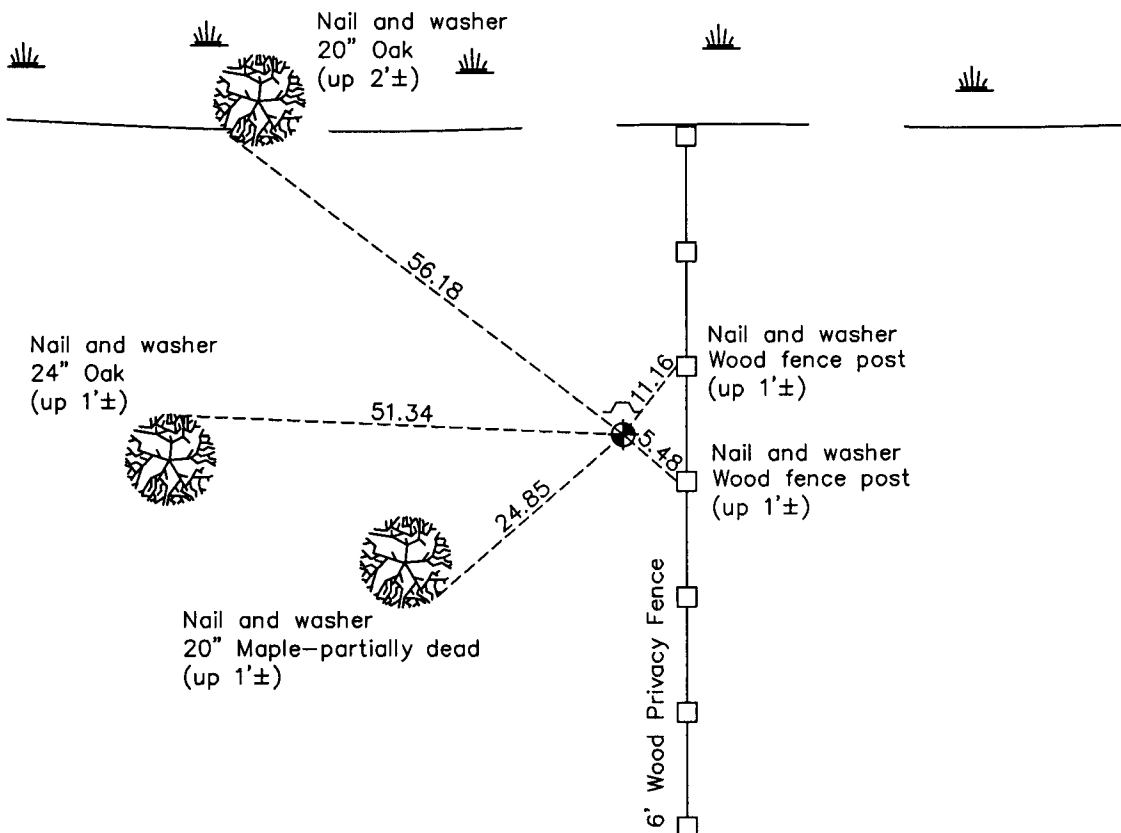 Nail and washer
20" Oak
(up 2'±)
56.18
Nail and washer
24" Oak
(up 1'±)
51.34
11.16
Nail and washer
Wood fence post
(up 1'±)
5.48
Nail and washer
Wood fence post
(up 1'±)
24.85
Nail and washer
20" Maple-partially dead
(up 1'±)
6' Wood Privacy Fence